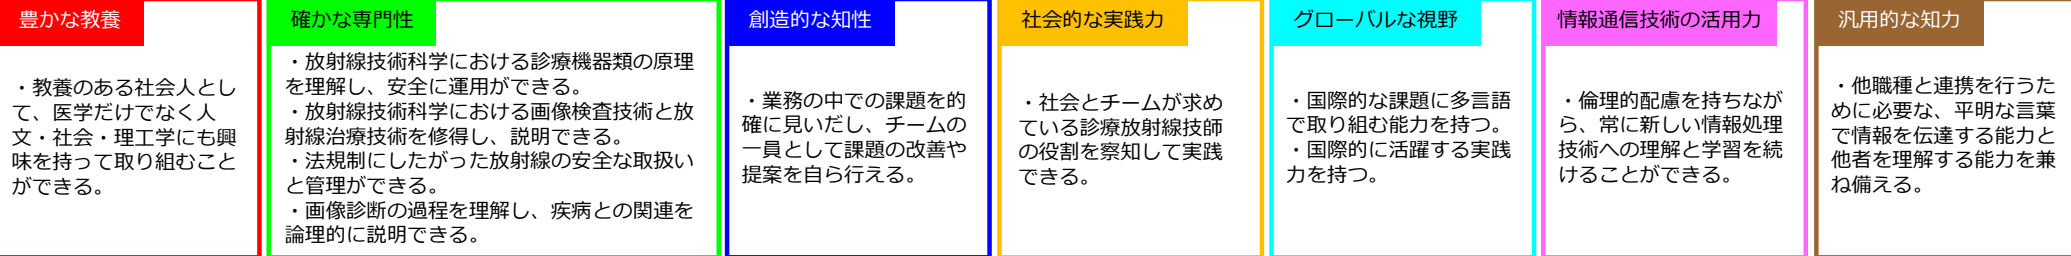 豊かな教養
・教養のある社会人とし
て、医学だけでなく人
文・社会・理工学にも興
味を持って取り組むこと
ができる。
確かな専門性
・放射線技術科学における診療機器類の原理
を理解し、安全に運用ができる。
・放射線技術科学における画像検査技術と放
射線治療技術を修得し、説明できる。
・法規制にしたがった放射線の安全な取扱い
と管理ができる。
・画像診断の過程を理解し、疾病との関連を
論理的に説明できる。
創造的な知性
・業務の中での課題を的
確に見いだし、チームの
一員として課題の改善や
提案を自ら行える。
社会的な実践力
・社会とチームが求め
ている診療放射線技師
の役割を察知して実践
できる。
グローバルな視野
・国際的な課題に多言語
で取り組む能力を持つ。
・国際的に活躍する実践
力を持つ。
情報通信技術の活用力
・倫理的配慮を持ちなが
ら、常に新しい情報処理
技術への理解と学習を続
けることができる。
汎用的な知力
・他職種と連携を行うた
めに必要な、平明な言葉
で情報を伝達する能力と
他者を理解する能力を兼
ね備える。